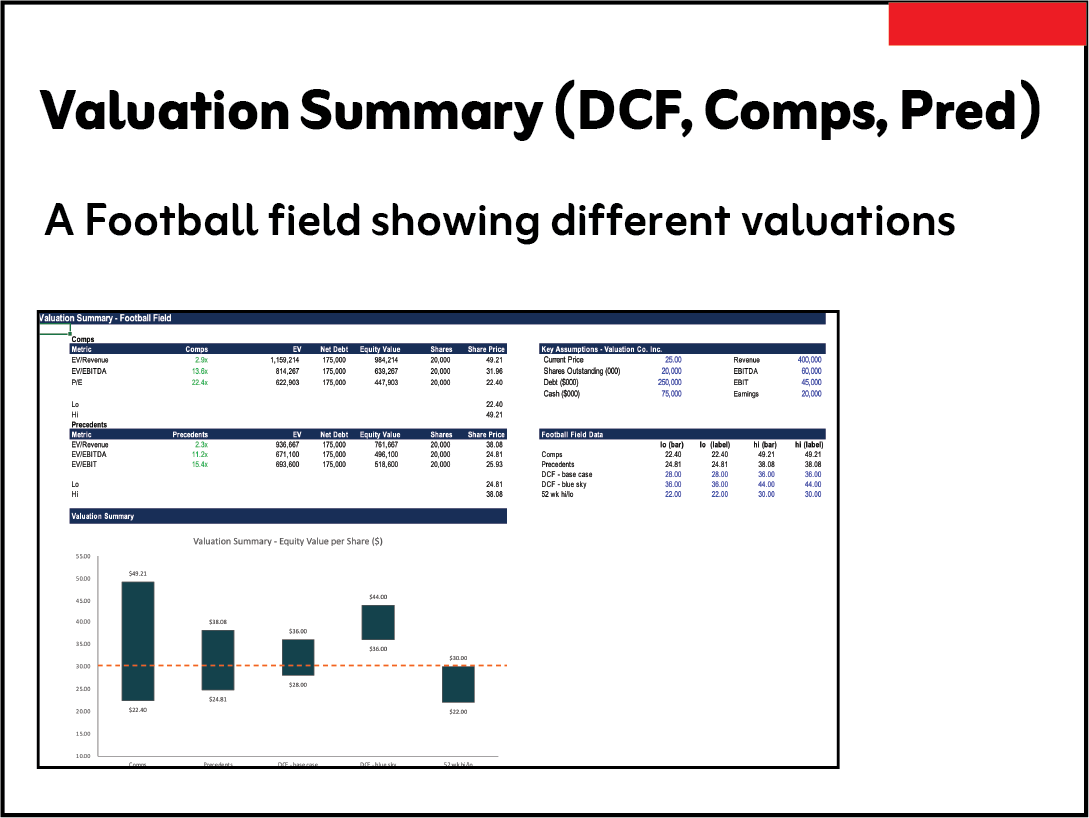 Valuation Summary (DCF, Comps, Pred)
A Football field showing different valuations
Valuation Summary - Football Field
Comps
Metric Comps EV Net Debt Equity Value Shares Share Price
EV/Revenue 2.9x 1,159,214 175,000 984,214 20,000 49.21
EV/EBITDA 13.6x 814,267 175,000 639,267 20,000 31.96
P/E 22.4x 622,903 175,000 447,903 20,000 22.40
Lo 22.40
Hi 49.21
Key Assumptions - Valuation Co. Inc.
Current Price 25.00 Revenue 400,000
Shares Outstanding (000) 20,000 EBITDA 60,000
Debt ($000) 250,000 EBIT 45,000
Cash ($000) 75,000 Earnings 20,000
Precedents
Metric Precedents EV Net Debt Equity Value Shares Share Price
EV/Revenue 2.3x 936,667 175,000 761,667 20,000 38.08
EV/EBITDA 11.2x 671,100 175,000 496,100 20,000 24.81
EV/EBIT 15.4x 693,600 175,000 518,600 20,000 25.93
Lo 24.81
Hi 38.08
Football Field Data
lo (bar) lo (label) hi (bar) hi (label)
Comps 22.40 22.40 49.21 49.21
Precedents 24.81 24.81 38.08 38.08
DCF - base case 28.00 28.00 36.00 36.00
DCF - blue sky 36.00 36.00 44.00 44.00
52 wk hi/lo 22.00 22.00 30.00 30.00
Valuation Summary
Valuation Summary - Equity Value per Share ($)
55.00
50.00
45.00
40.00
35.00
30.00
25.00
20.00
15.00
10.00
$49.21
$22.40
$38.08
$24.81
$36.00
$28.00
$44.00
$36.00
$30.00
$22.00
Comps Precedents DCF - base case DCF - blue sky 52 wk hi/lo